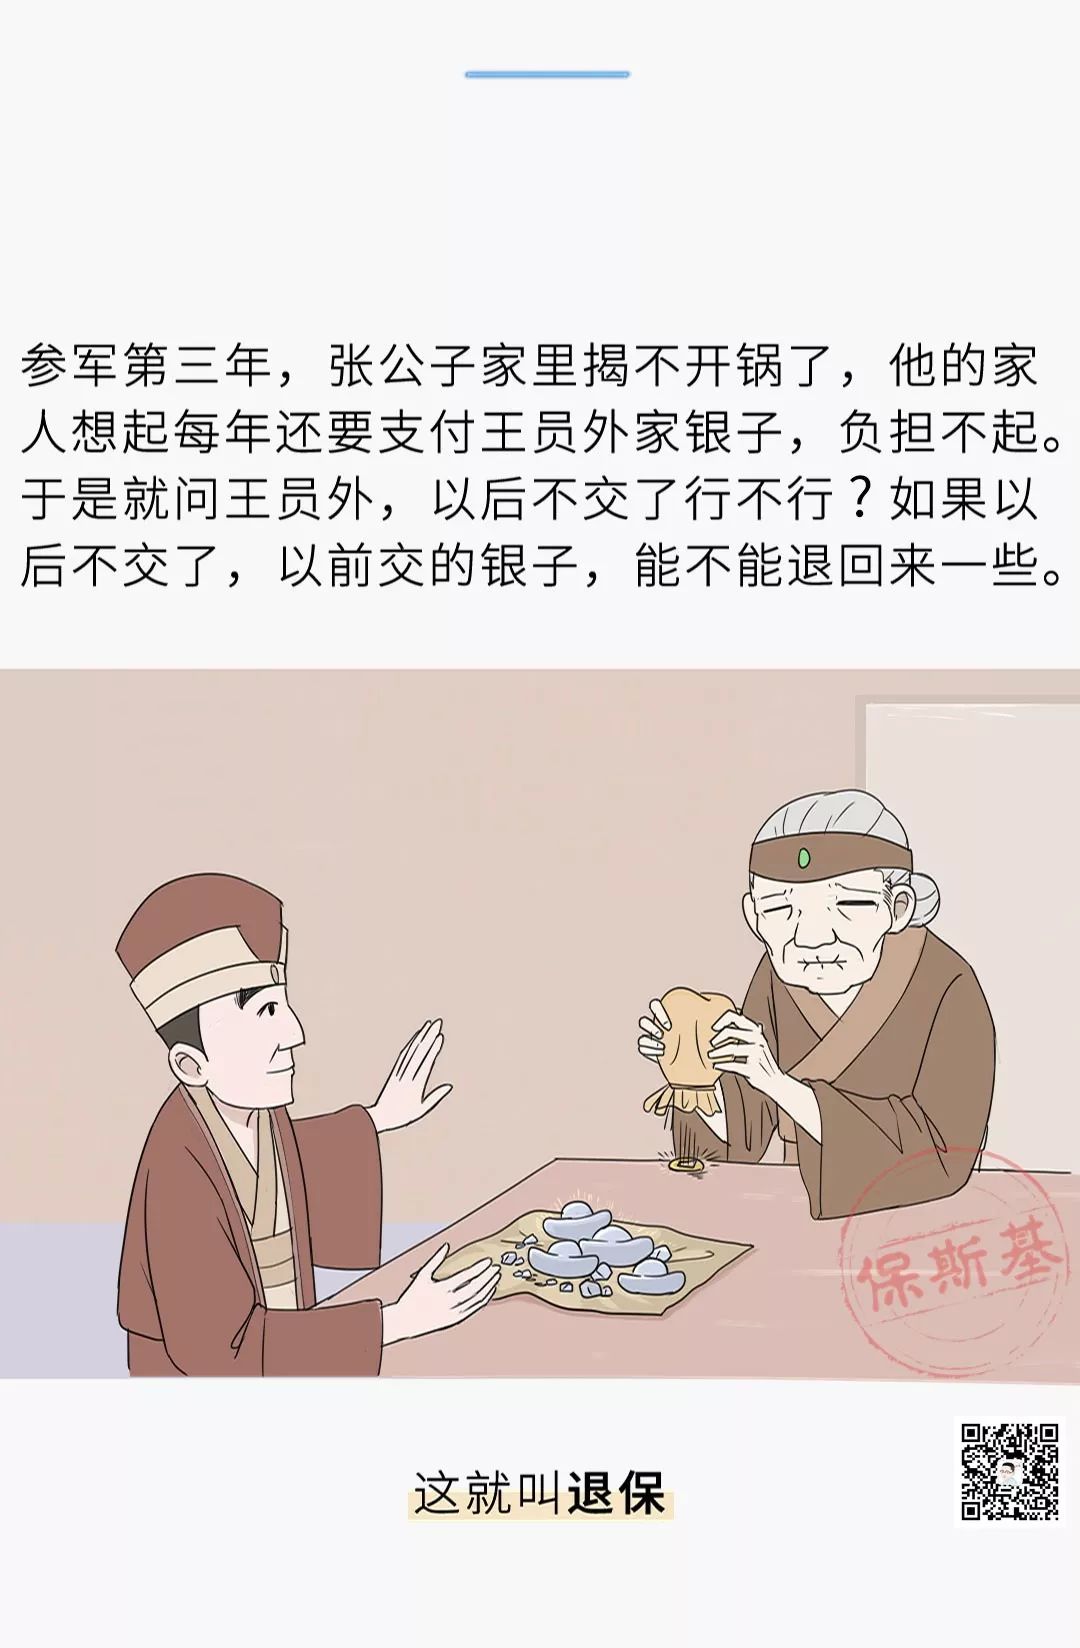 参军第三年，张公子家里揭不开锅了，他的家
人想起每年还要支付王员外家银子，负担不起。
于是就问王员外，以后不交了行不行？如果以
后不交了，以前交的银子，能不能退回来一些。
保斯基
这就叫退保